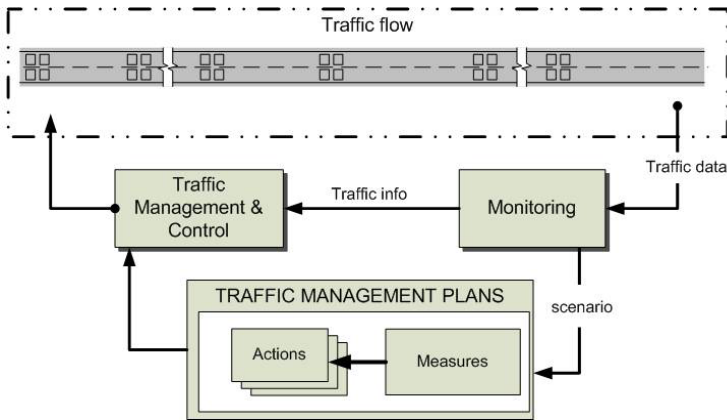 Traffic flow
Traffic data
Traffic
Management &
Control
Traffic info
Monitoring
scenario
TRAFFIC MANAGEMENT PLANS
Actions
Measures